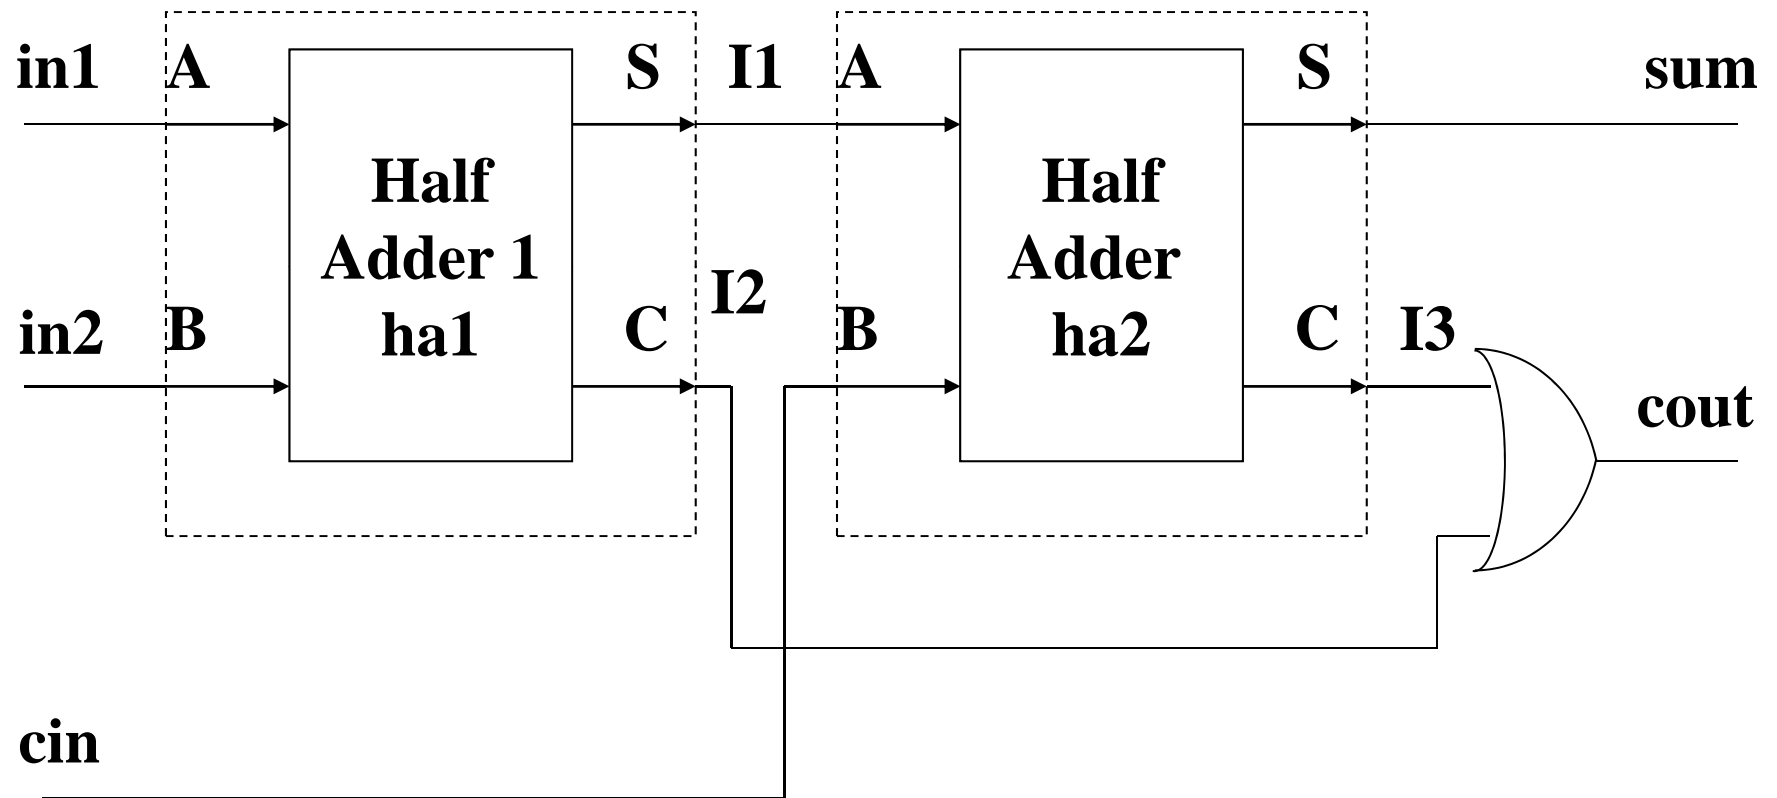 in1
A
S
I1
A
S
sum
Half
Adder 1
ha1
Half
Adder
ha2
in2
B
C
I2
B
C
I3
cout
cin